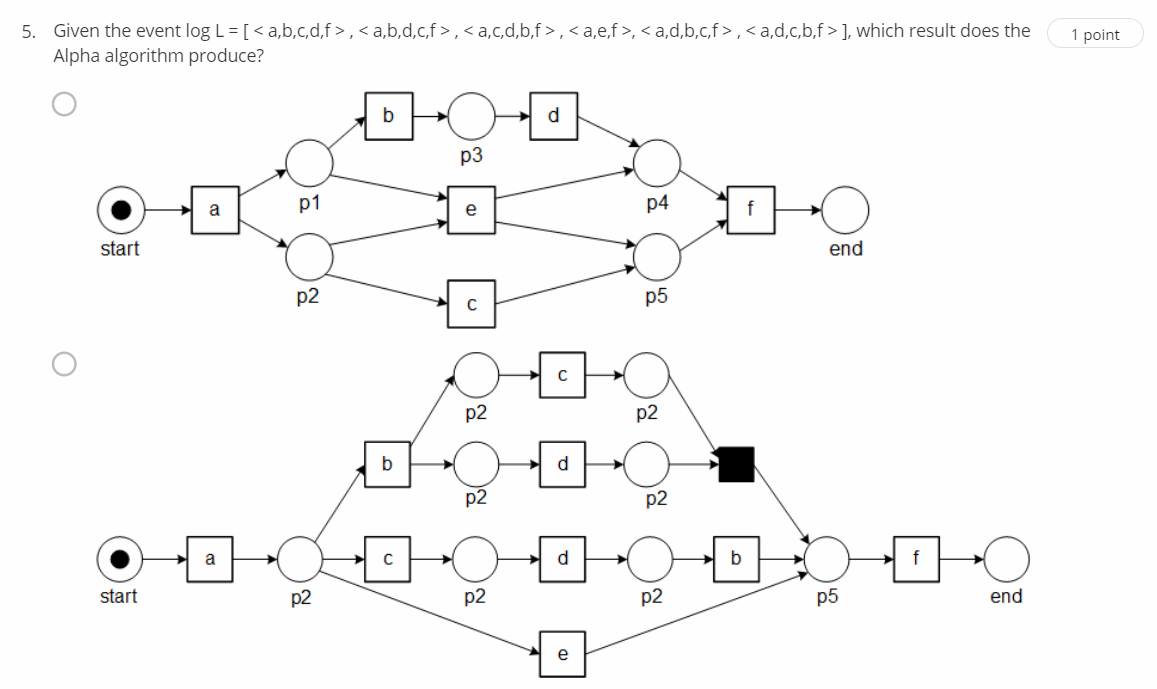 5. Given the event log L = [ < a,b,c,d,f > , < a,b,d,c,f > , < a,c,d,b,f > , < a,e,f >, < a,d,b,c,f > , < a,d,c,b,f > ], which result does the
1 point
Alpha algorithm produce?
b
d
p3
a
p1
e
p4
f
start
end
p2
c
p5
c
p2
p2
b
d
p2
p2
a
c
d
b
f
start
p2
p2
p2
p5
end
e